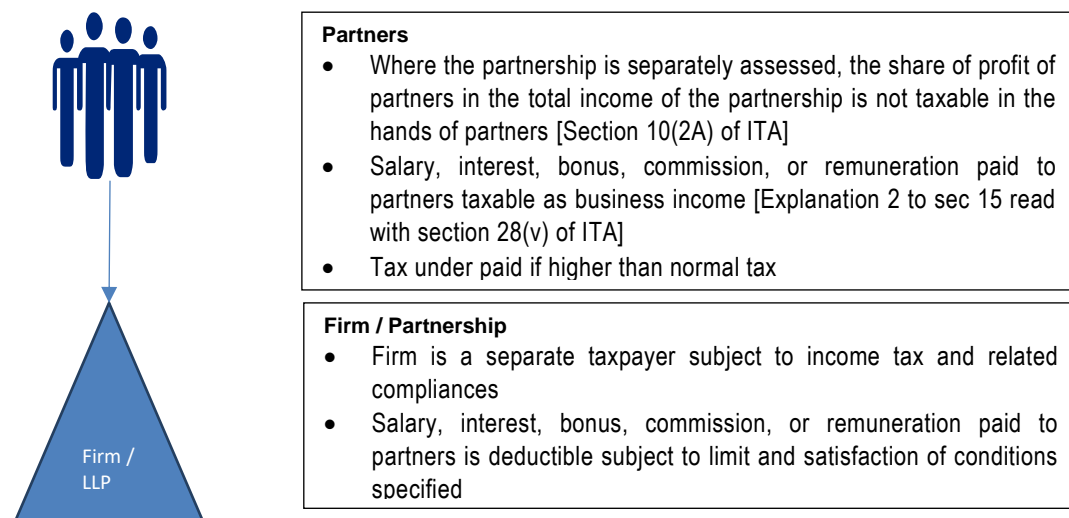 Partners
• Where the partnership is separately assessed, the share of profit of
partners in the total income of the partnership is not taxable in the
hands of partners [Section 10(2A) of ITA]
• Salary, interest, bonus, commission, or remuneration paid to
partners taxable as business income [Explanation 2 to sec 15 read
with section 28(v) of ITA]
• Tax under paid if higher than normal tax
Firm / Partnership
• Firm is a separate taxpayer subject to income tax and related
compliances
• Salary, interest, bonus, commission, or remuneration paid to
partners is deductible subject to limit and satisfaction of conditions
specified
Firm /
LLP